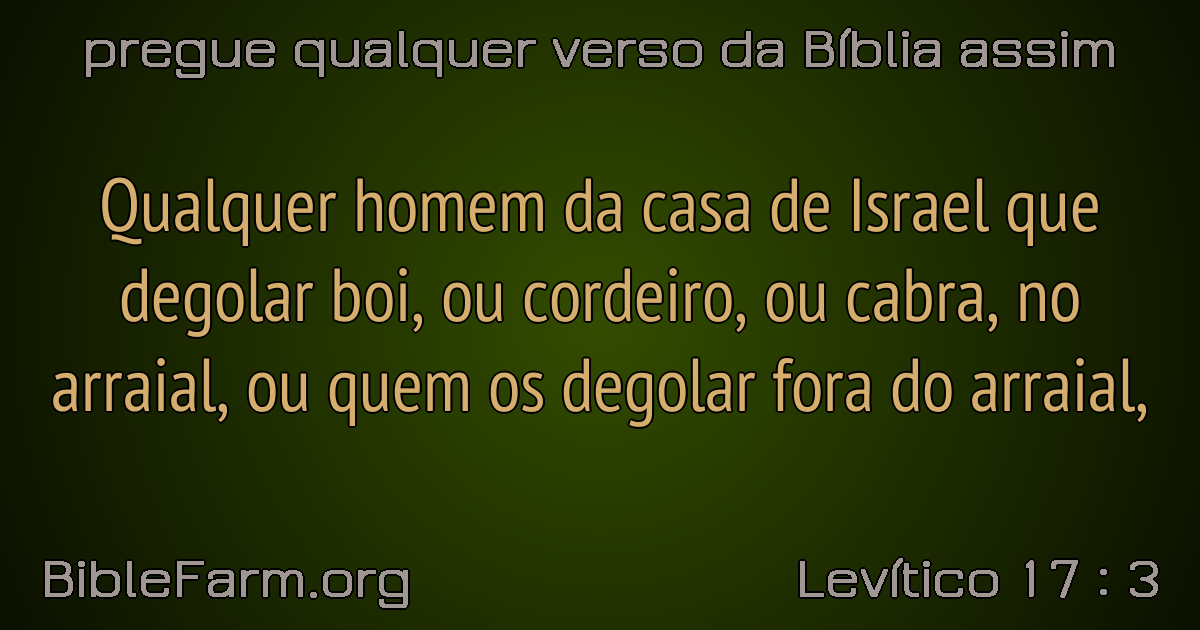 pregue qualquer verso da Bíblia assim
Qualquer homem da casa de Israel que
degolar boi, ou cordeiro, ou cabra, no
arraial, ou quem os degolar fora do arraial,
BibleFarm.org
Levítico 17 : 3